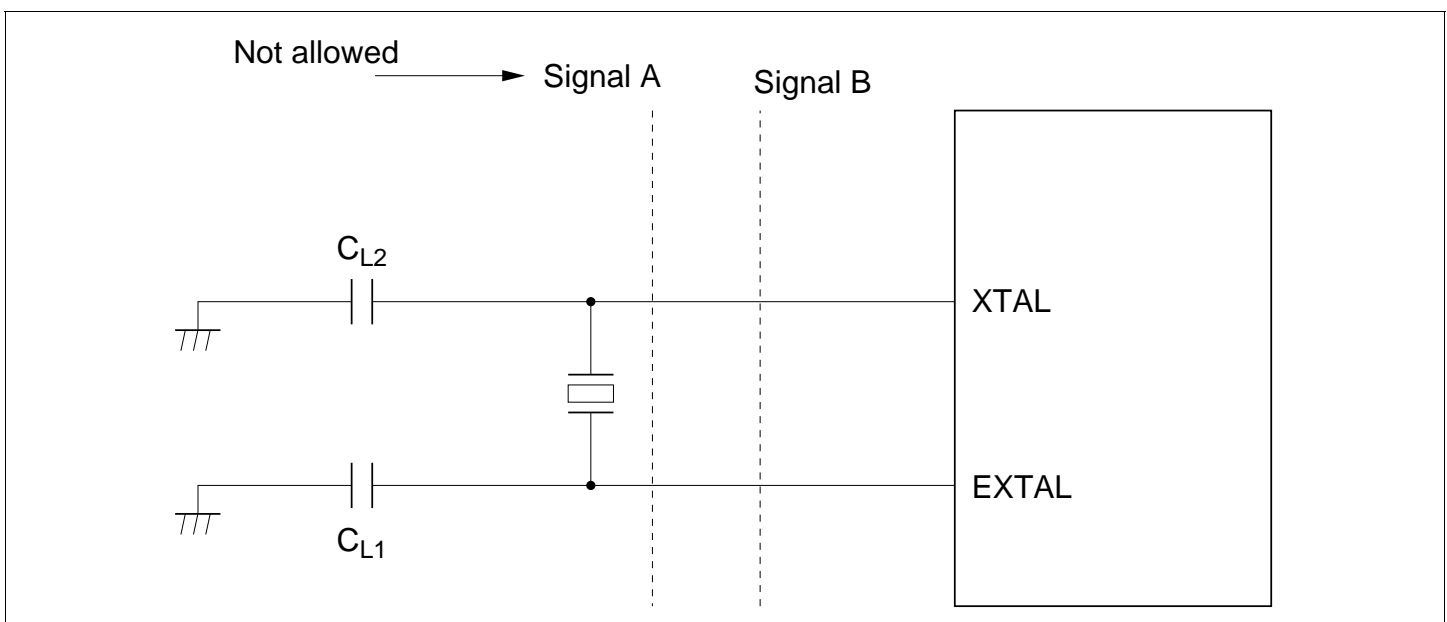 Not allowed
Signal A
Signal B
CL2
XTAL
EXTAL
CL1